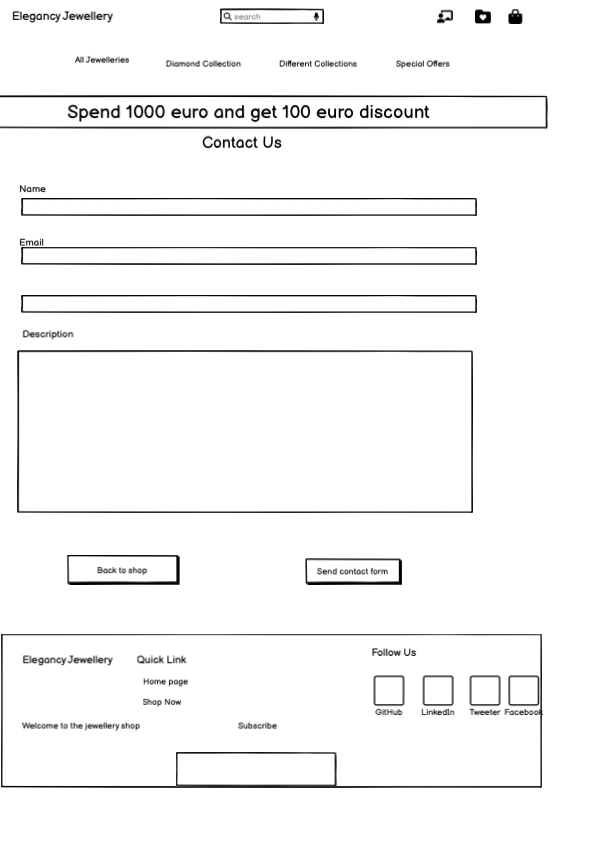 Elegancy Jewellery
search
All Jewelleries
Diamond Collection
Different Collections
Special Offers
Spend 1000 euro and get 100 euro discount
Contact Us
Name
Email
Description
Back to shop
Send contact form
Elegancy Jewellery
Quick Link
Home page
Shop Now
Follow Us
GitHub
LinkedIn
Tweeter
Facebook
Welcome to the jewellery shop
Subscribe